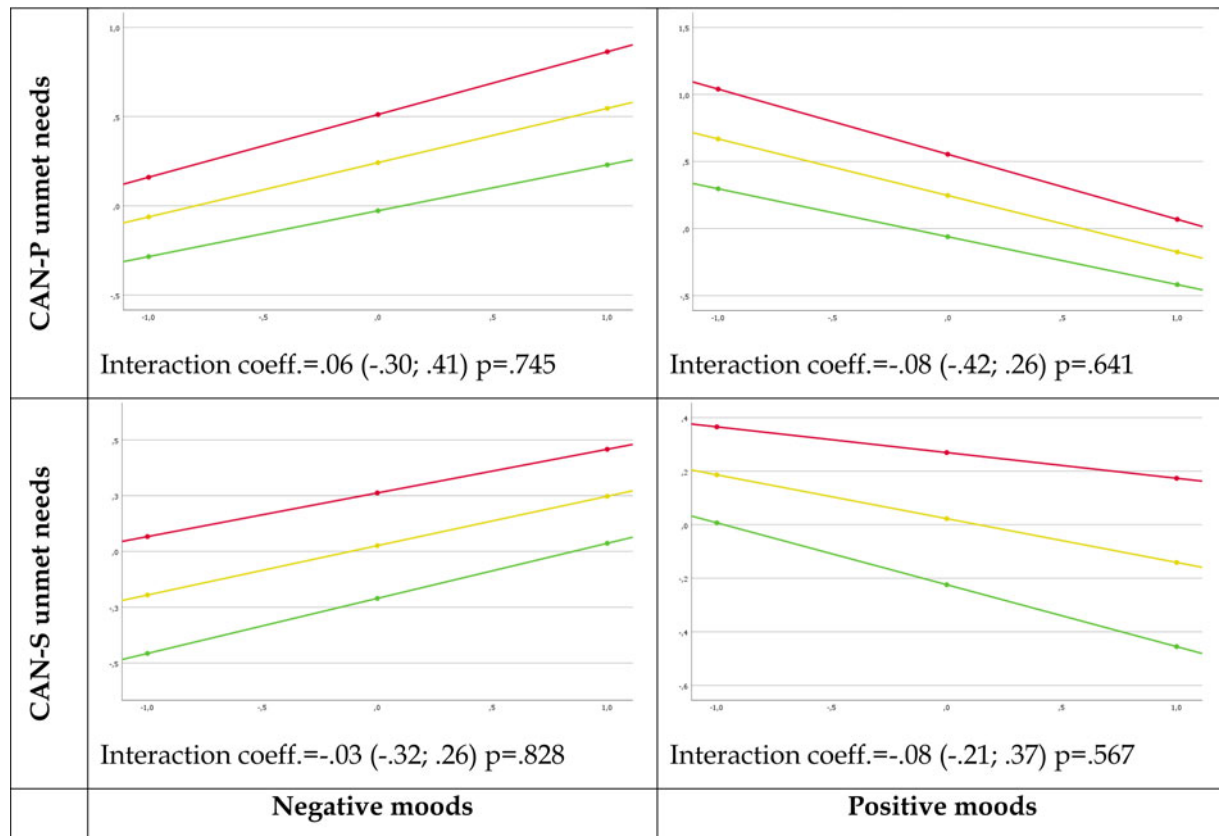 CAN-P unmet needs
1,0
,5
,0
-,5
-1,0 -,5 ,0 ,5 1,0
Interaction coeff.=.06 (-.30; .41) p=.745
1,5
1,0
,5
,0
-,5
-1,0 -,5 ,0 ,5 1,0
Interaction coeff.=-.08 (-.42; .26) p=.641
CAN-S unmet needs
,5
,3
,0
-,3
-,5
-1,0 -,5 ,0 ,5 1,0
Interaction coeff.=-.03 (-.32; .26) p=.828
,4
,2
,0
-,2
-,4
-,6
-1,0 -,5 ,0 ,5 1,0
Interaction coeff.=-.08 (-.21; .37) p=.567
Negative moods
Positive moods